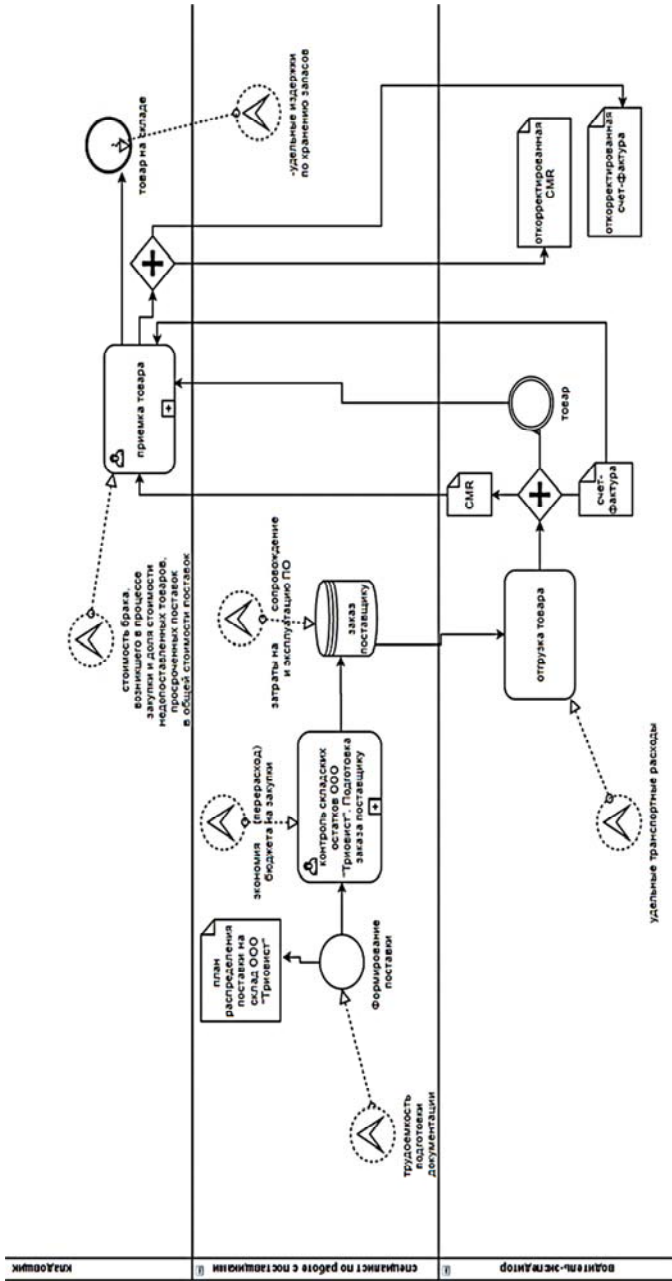 кладовщик
стоимость брака,
возникшего в процессе
закупки и доля стоимости
недопоставленных товаров,
просроченных поставок
в общей стоимости поставок
приемка товара
товар на складе
-удельные издержки
по хранению запасов
специалист по работе с поставщиками
план
распределения
поставки на
склад ООО
"Триовист"
Формирование
поставки
трудоемкость
подготовки
документации
экономия (перерасход)
бюджета на закупки
контроль складских
остатков ООО
"Триовист". Подготовка
заказа поставщику
затраты на сопровождение
и эксплуатацию ПО
заказ
поставщику
водитель-экспедитор
удельные транспортные расходы
отгрузка товара
CMR
счет-
фактура
товар
откорректированная
CMR
откорректированная
счет-фактура